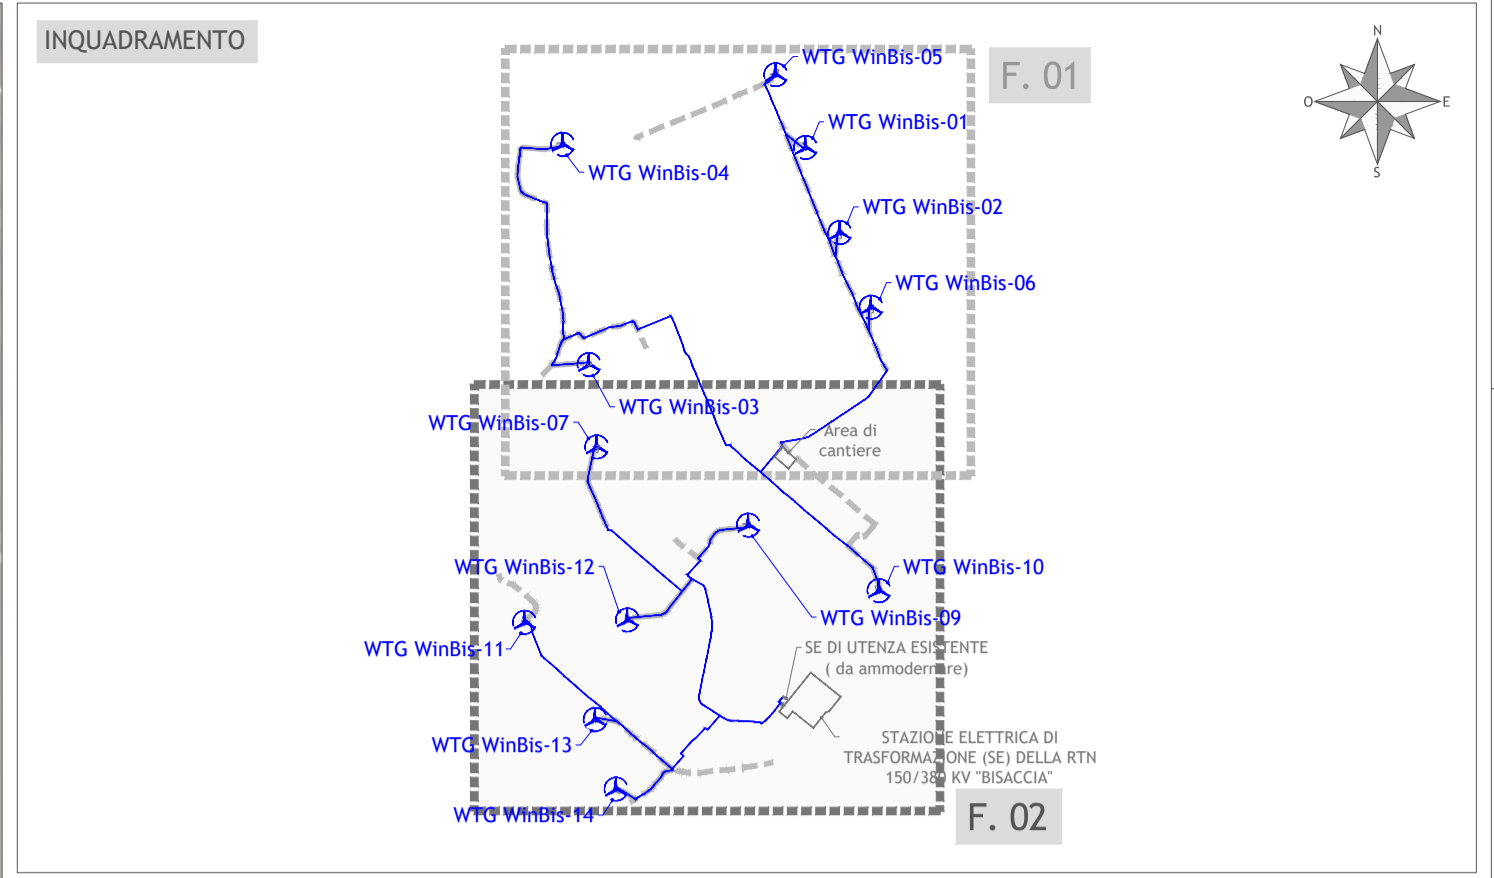 INQUADRAMENTO
N
O
E
S
F. 01
WTG WinBis-05
WTG WinBis-01
WTG WinBis-04
WTG WinBis-02
WTG WinBis-06
WTG WinBis-03
WTG WinBis-07
Area di
cantiere
WTG WinBis-12
WTG WinBis-10
WTG WinBis-09
WTG WinBis-11
SE DI UTENZA ESISTENTE
( da ammodernare)
WTG WinBis-13
STAZIONE ELETTRICA DI
TRASFORMAZIONE (SE) DELLA RTN
150/380 KV "BISACCIA"
WTG WinBis-14
F. 02